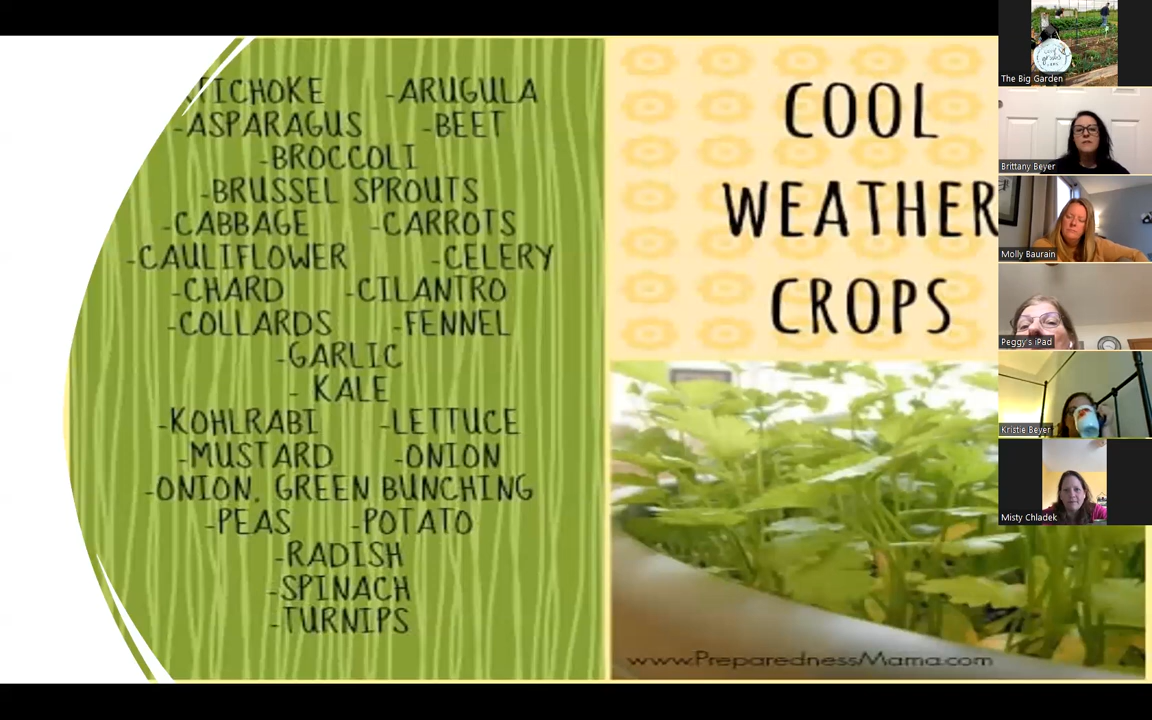 TICHOKE -ARUGULA
-ASPARAGUS -BEET
-BROCCOLI
-BRUSSEL SPROUTS
-CABBAGE -CARROTS
-CAULIFLOWER -CELERY
-CHARD -CILANTRO
-COLLARDS -FENNEL
-GARLIC
- KALE
-KOHLRABI -LETTUCE
-MUSTARD -ONION
-ONION, GREEN BUNCHING
-PEAS -POTATO
-RADISH
-SPINACH
-TURNIPS
COOL
WEATHER
CROPS
www.PreparednessMama.com
The Big Garden
Brittany Beyer
Molly Baurain
Peggy's iPad
Kristie Beyer
Misty Chladek